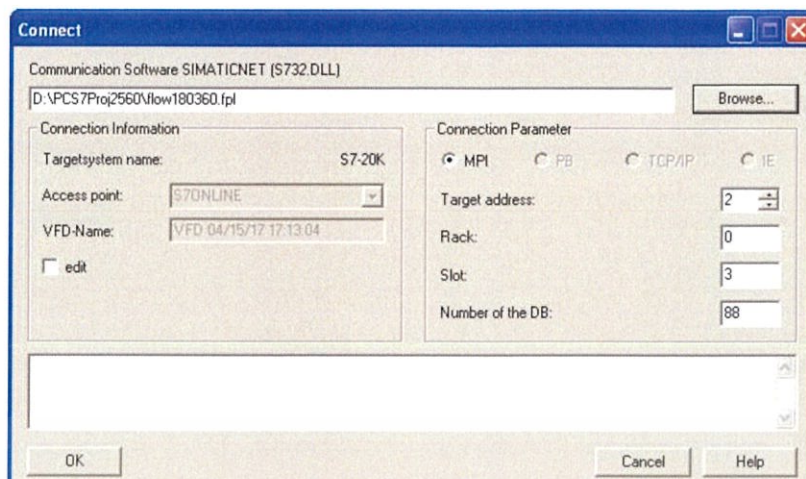 Connect
Communication Software SIMATICNET (S732.DLL)
D:\PCS7Proj2560\flow180360.fpl
Browse...
Connection Information
Targetsystem name: S7-20K
Access point: S7ONLINE
VFD-Name: VFD 04/15/17 17:13:04
edit
Connection Parameter
MPI PB TCP/IP IE
Target address: 2
Rack: 0
Slot: 3
Number of the DB: 88
OK Cancel Help